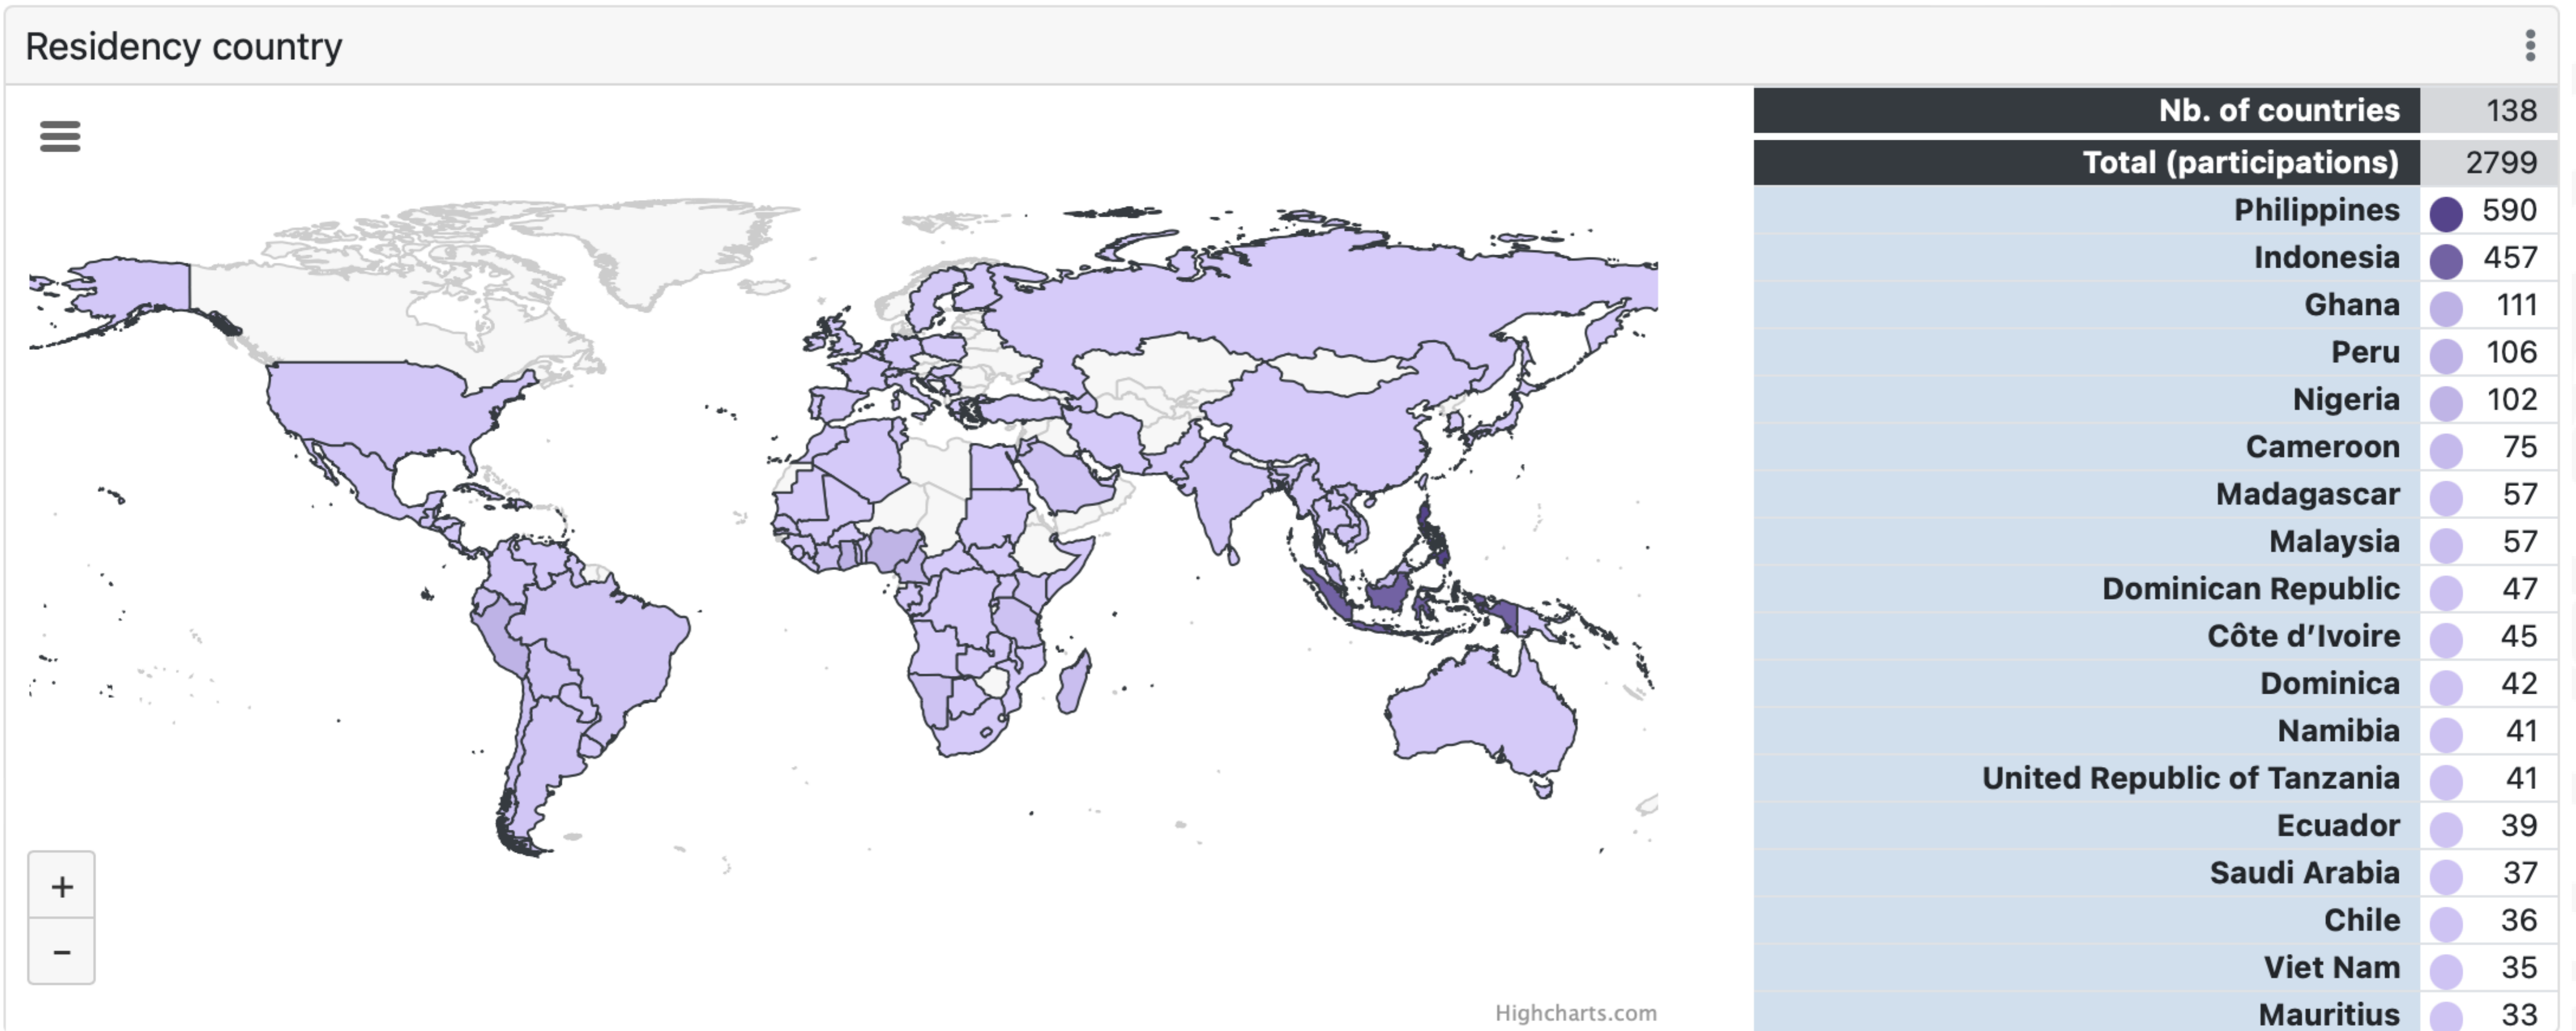 Residency country
Nb. of countries 138
Total (participations) 2799
Philippines 590
Indonesia 457
Ghana 111
Peru 106
Nigeria 102
Cameroon 75
Madagascar 57
Malaysia 57
Dominican Republic 47
Côte d’Ivoire 45
Dominica 42
Namibia 41
United Republic of Tanzania 41
Ecuador 39
Saudi Arabia 37
Chile 36
Viet Nam 35
Mauritius 33
+
−
Highcharts.com